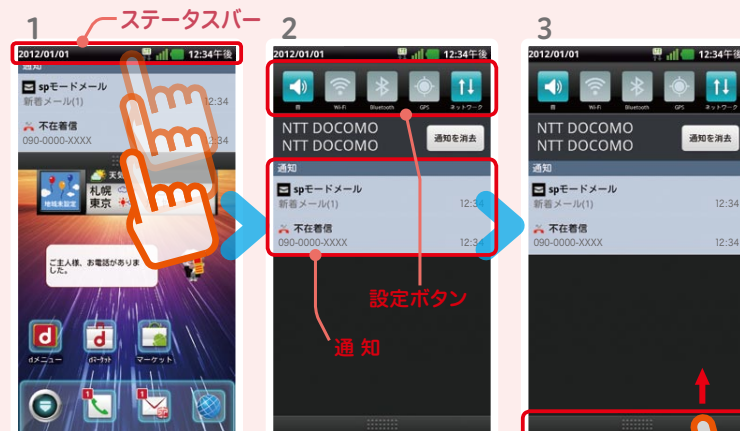 1
ステータスバー
2012/01/01
12:34午後
通知
spモードメール
新着メール(1)
12:34
不在着信
090-0000-XXXX
12:34
地域未設定
天気
札幌
東京
ご主人様、お電話がありま
した。
dメニュー
dマーケット
マーケット
1
1
2
2012/01/01
12:34午後
音
Wi-Fi
Bluetooth
GPS
ネットワーク
NTT DOCOMO
NTT DOCOMO
通知を消去
通知
spモードメール
新着メール(1)
12:34
不在着信
090-0000-XXXX
12:34
設定ボタン
通 知
3
2012/01/01
12:34午後
音
Wi-Fi
Bluetooth
GPS
ネットワーク
NTT DOCOMO
NTT DOCOMO
通知を消去
通知
spモードメール
新着メール(1)
12:34
不在着信
090-0000-XXXX
12:34